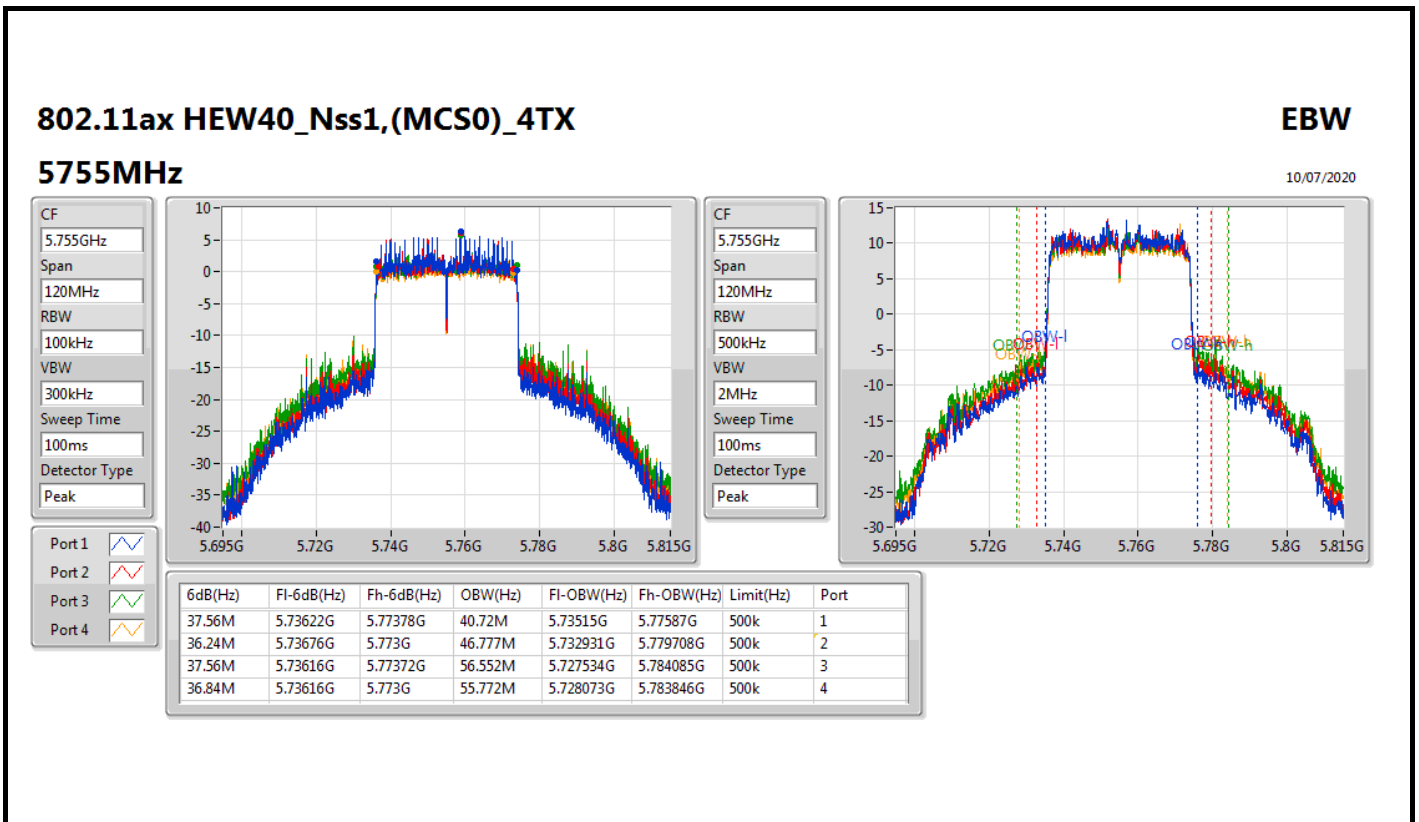 802.11ax HEW40_Nss1,(MCS0)_4TX
EBW
5755MHz
10/07/2020
CF
5.755GHz
Span
120MHz
RBW
100kHz
VBW
300kHz
Sweep Time
100ms
Detector Type
Peak
10
5
0
-5
-10
-15
-20
-25
-30
-35
-40
5.695G 5.72G 5.74G 5.76G 5.78G 5.8G 5.815G
CF
5.755GHz
Span
120MHz
RBW
500kHz
VBW
2MHz
Sweep Time
100ms
Detector Type
Peak
15
10
5
0
-5
-10
-15
-20
-25
-30
OBW-l
5.695G 5.72G 5.74G 5.76G 5.78G 5.8G 5.815G
Port 1
Port 2
Port 3
Port 4
6dB(Hz) Fl-6dB(Hz) Fh-6dB(Hz) OBW(Hz) Fl-OBW(Hz) Fh-OBW(Hz) Limit(Hz) Port
37.56M 5.73622G 5.77378G 40.72M 5.73515G 5.77587G 500k 1
36.24M 5.73676G 5.773G 46.777M 5.732931G 5.779708G 500k 2
37.56M 5.73616G 5.77372G 56.552M 5.727534G 5.784085G 500k 3
36.84M 5.73616G 5.773G 55.772M 5.728073G 5.783846G 500k 4